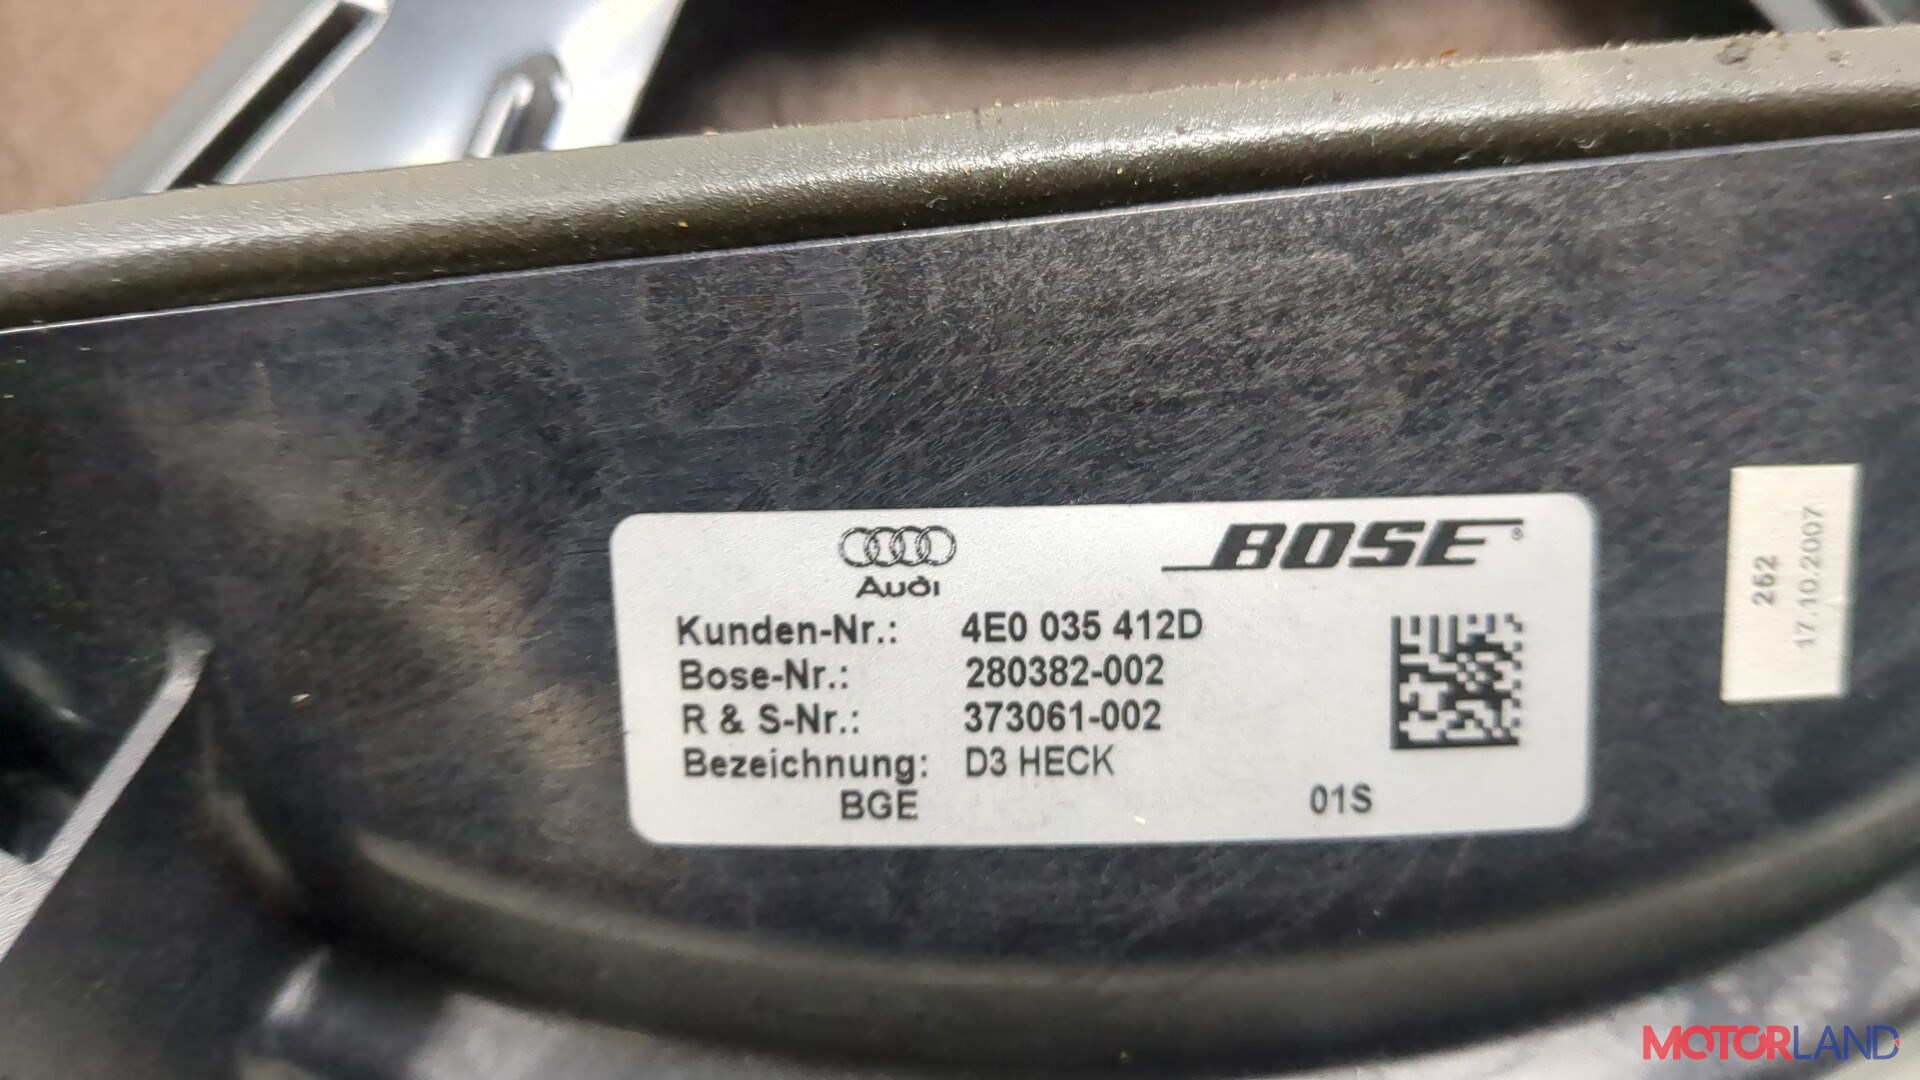 Audi
BOSE®
Kunden-Nr.: 4E0 035 412D
Bose-Nr.: 280382-002
R & S-Nr.: 373061-002
Bezeichnung: D3 HECK
BGE 01S
262
17.10.2007
MOTORLAND